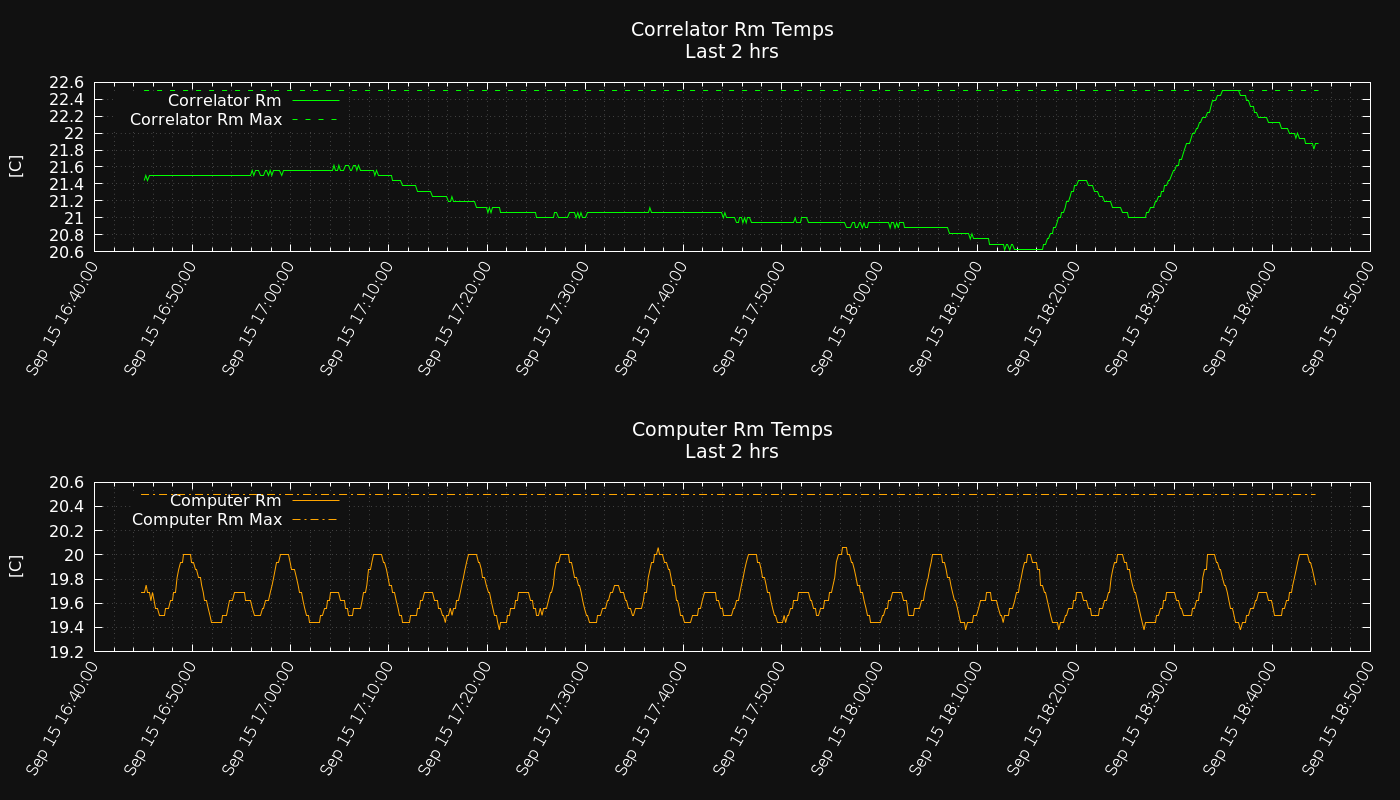 Correlator Rm Temps
Last 2 hrs
22.6
22.4
22.2
22
21.8
21.6
21.4
21.2
21
20.8
20.6
[C]
Correlator Rm
Correlator Rm Max
Sep 15 16:40:00
Sep 15 16:50:00
Sep 15 17:00:00
Sep 15 17:10:00
Sep 15 17:20:00
Sep 15 17:30:00
Sep 15 17:40:00
Sep 15 17:50:00
Sep 15 18:00:00
Sep 15 18:10:00
Sep 15 18:20:00
Sep 15 18:30:00
Sep 15 18:40:00
Sep 15 18:50:00
Computer Rm Temps
Last 2 hrs
20.6
20.4
20.2
20
19.8
19.6
19.4
19.2
[C]
Computer Rm
Computer Rm Max
Sep 15 16:40:00
Sep 15 16:50:00
Sep 15 17:00:00
Sep 15 17:10:00
Sep 15 17:20:00
Sep 15 17:30:00
Sep 15 17:40:00
Sep 15 17:50:00
Sep 15 18:00:00
Sep 15 18:10:00
Sep 15 18:20:00
Sep 15 18:30:00
Sep 15 18:40:00
Sep 15 18:50:00